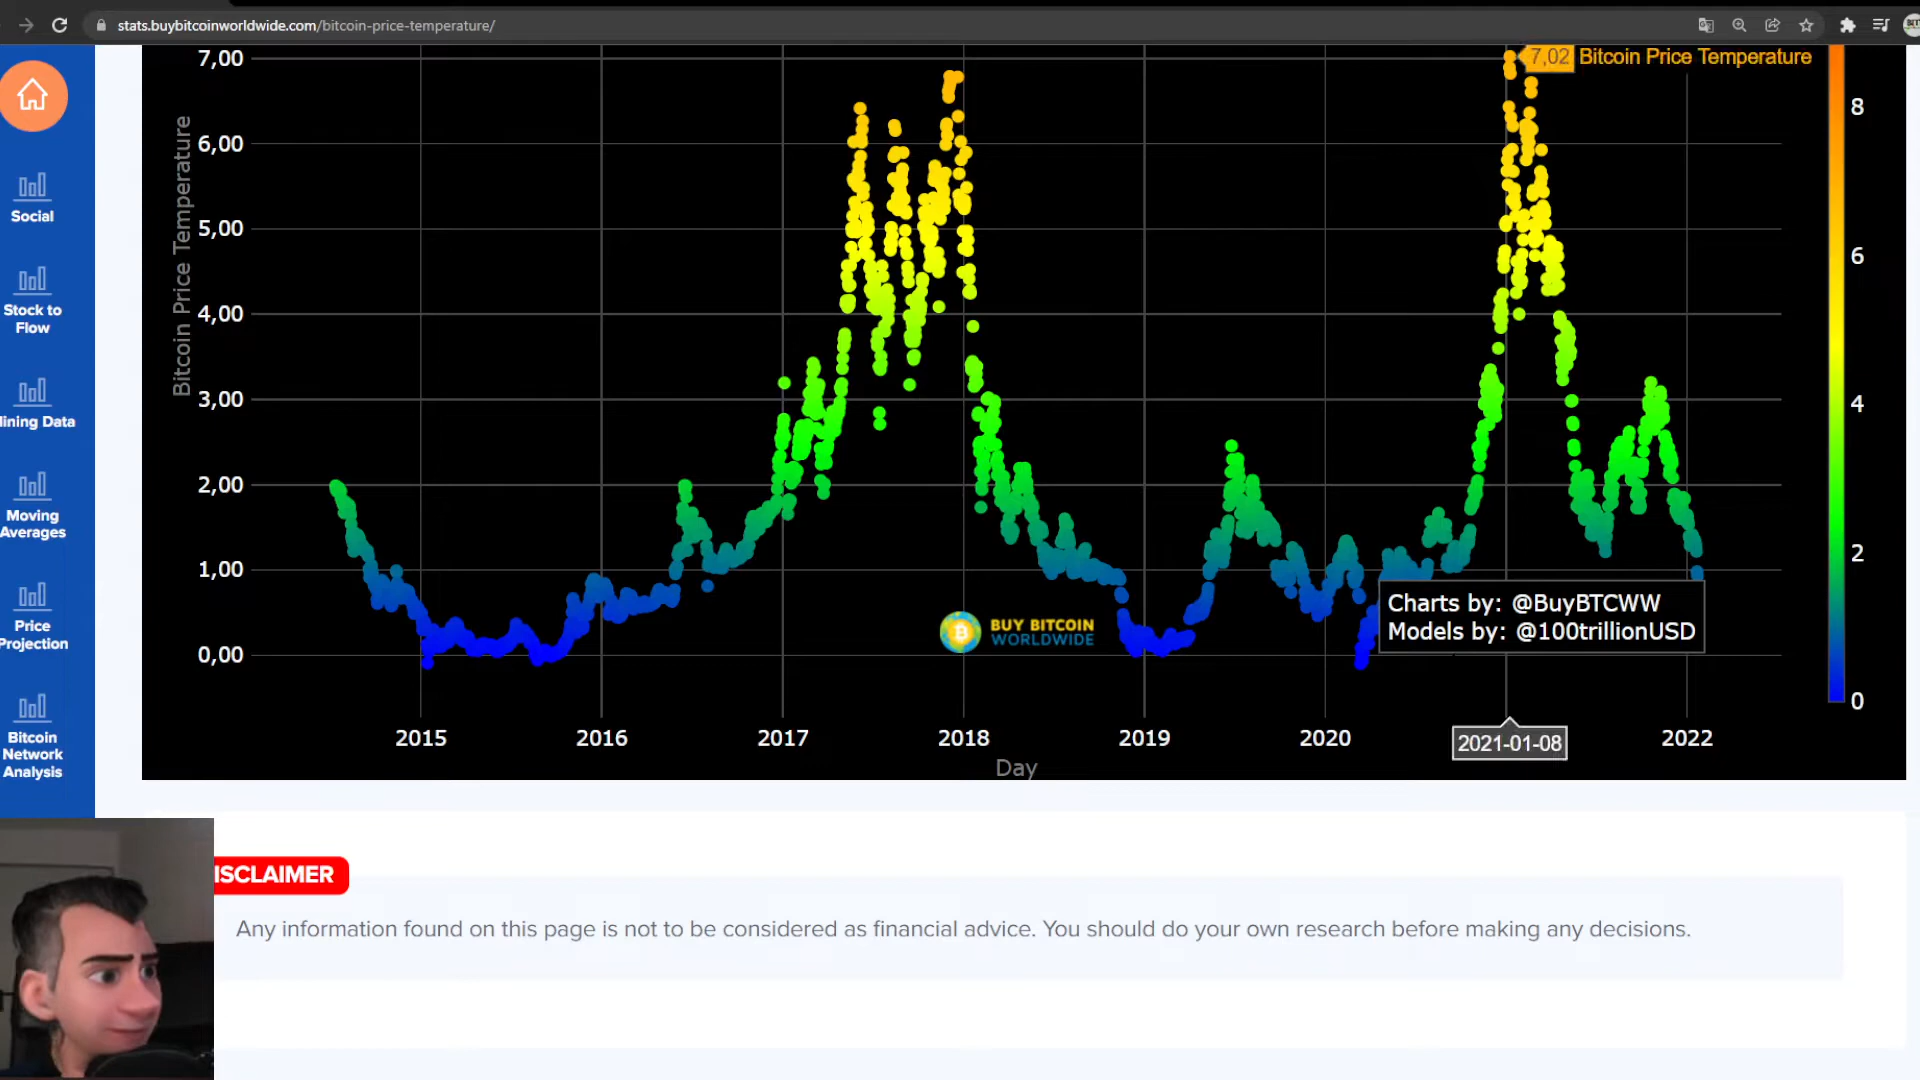 stats.buybitcoinworldwide.com/bitcoin-price-temperature/
Social
Stock to
Flow
ining Data
Moving
Averages
Price
Projection
Bitcoin
Network
Analysis
Bitcoin Price Temperature
7,00
6,00
5,00
4,00
3,00
2,00
1,00
0,00
7,02 Bitcoin Price Temperature
8
6
4
2
0
BUY BITCOIN
WORLDWIDE
Charts by: @BuyBTCWW
Models by: @100trillionUSD
2015 2016 2017 2018 2019 2020 2022
2021-01-08
Day
ISCLAIMER
Any information found on this page is not to be considered as financial advice. You should do your own research before making any decisions.